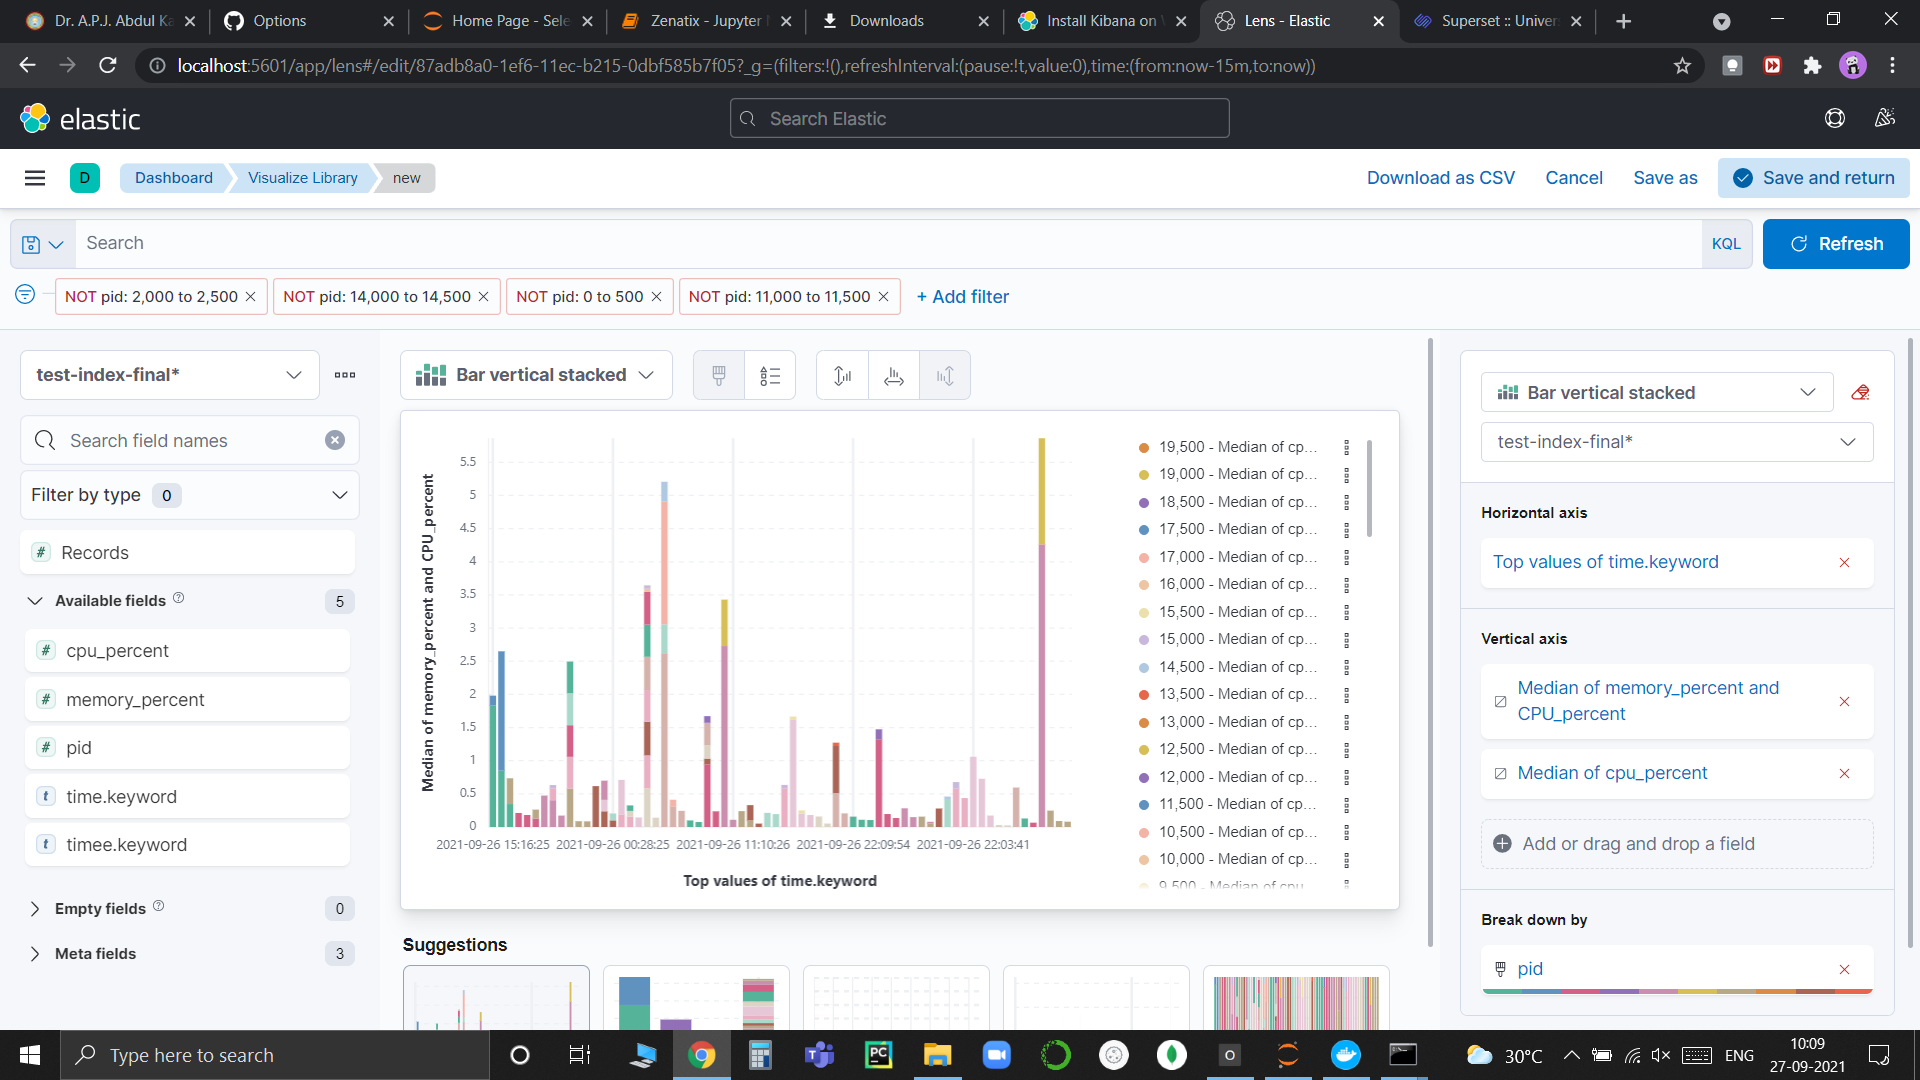 Dr. A.P.J. Abdul Ka
Options
Home Page - Sele
Zenatix - Jupyter
Downloads
Install Kibana on
Lens - Elastic
Superset :: Univer
localhost:5601/app/lens#/edit/87adb8a0-1ef6-11ec-b215-0dbf585b7f05?_g=(filters:!(),refreshInterval:(pause:!t,value:0),time:(from:now-15m,to:now))
elastic
Search Elastic
D
Dashboard
Visualize Library
new
Download as CSV
Cancel
Save as
Save and return
Search
KQL
Refresh
NOT pid: 2,000 to 2,500
NOT pid: 14,000 to 14,500
NOT pid: 0 to 500
NOT pid: 11,000 to 11,500
+ Add filter
test-index-final*
Search field names
Filter by type 0
# Records
Available fields 5
# cpu_percent
# memory_percent
# pid
t time.keyword
t timee.keyword
Empty fields 0
Meta fields 3
Bar vertical stacked
Median of memory_percent and CPU_percent
5.5
5
4.5
4
3.5
3
2.5
2
1.5
1
0.5
0
2021-09-26 15:16:25
2021-09-26 00:28:25
2021-09-26 11:10:26
2021-09-26 22:09:54
2021-09-26 22:03:41
Top values of time.keyword
19,500 - Median of cp...
19,000 - Median of cp...
18,500 - Median of cp...
17,500 - Median of cp...
17,000 - Median of cp...
16,000 - Median of cp...
15,500 - Median of cp...
15,000 - Median of cp...
14,500 - Median of cp...
13,500 - Median of cp...
13,000 - Median of cp...
12,500 - Median of cp...
12,000 - Median of cp...
11,500 - Median of cp...
10,500 - Median of cp...
10,000 - Median of cp...
9,500 - Median of cpu
Suggestions
Bar vertical stacked
test-index-final*
Horizontal axis
Top values of time.keyword
Vertical axis
Median of memory_percent and
CPU_percent
Median of cpu_percent
Add or drag and drop a field
Break down by
pid
Type here to search
30°C
ENG
10:09
27-09-2021